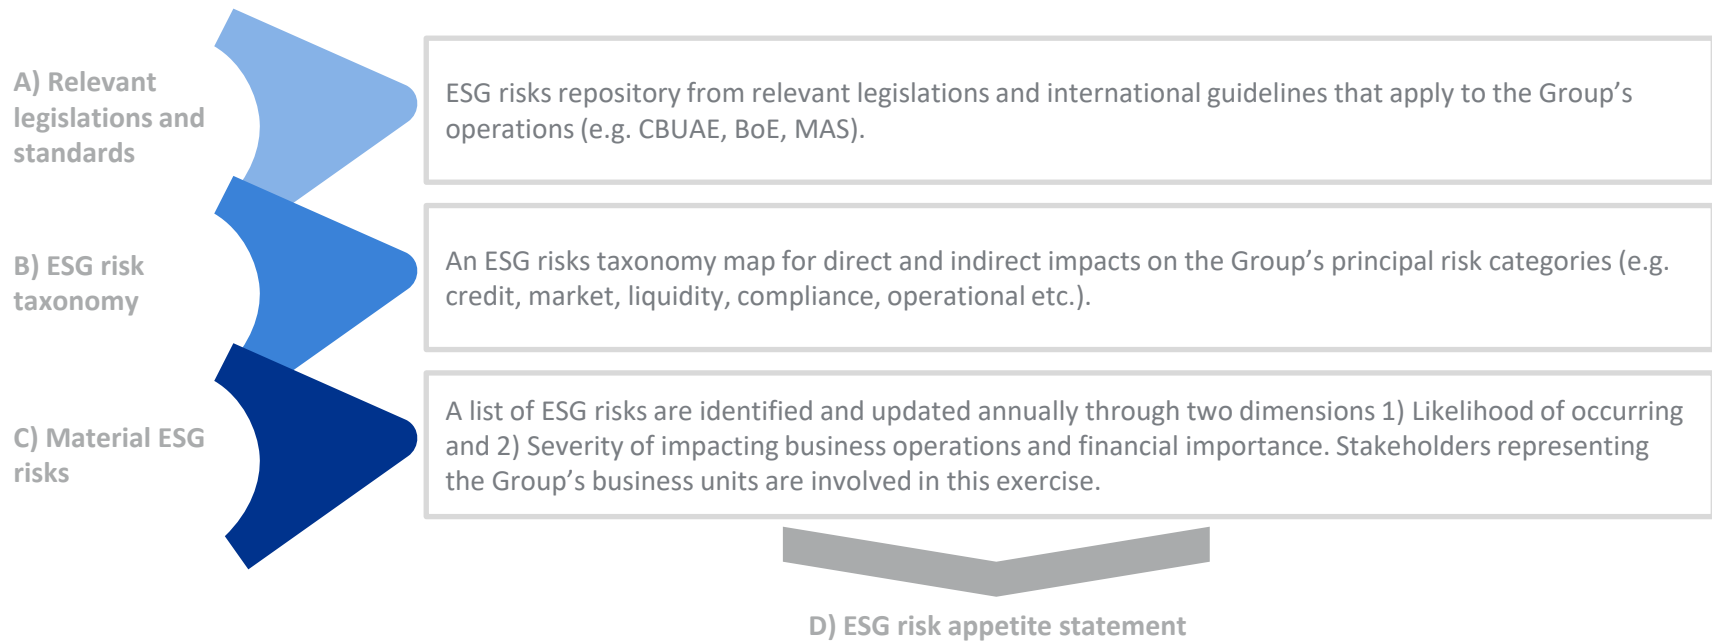 A) Relevant
legislations and
standards
ESG risks repository from relevant legislations and international guidelines that apply to the Group’s
operations (e.g. CBUAE, BoE, MAS).
B) ESG risk
taxonomy
An ESG risks taxonomy map for direct and indirect impacts on the Group’s principal risk categories (e.g.
credit, market, liquidity, compliance, operational etc.).
C) Material ESG
risks
A list of ESG risks are identified and updated annually through two dimensions 1) Likelihood of occurring
and 2) Severity of impacting business operations and financial importance. Stakeholders representing
the Group’s business units are involved in this exercise.
D) ESG risk appetite statement